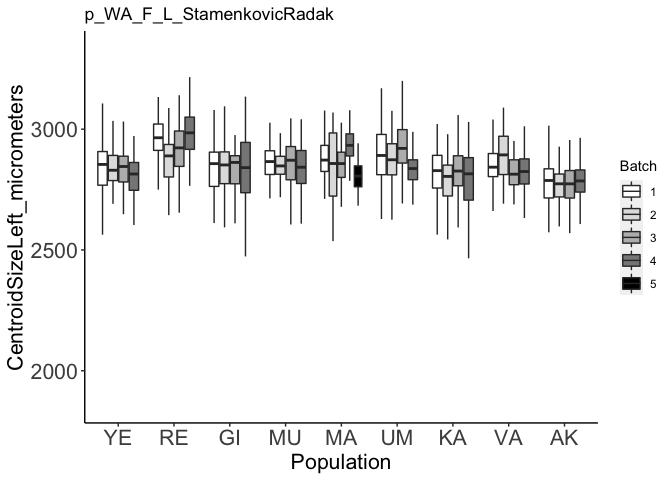 p_WA_F_L_StamenkovicRadak
CentroidSizeLeft_micrometers
3000
2500
2000
YE RE GI MU MA UM KA VA AK
Population
Batch
1
2
3
4
5